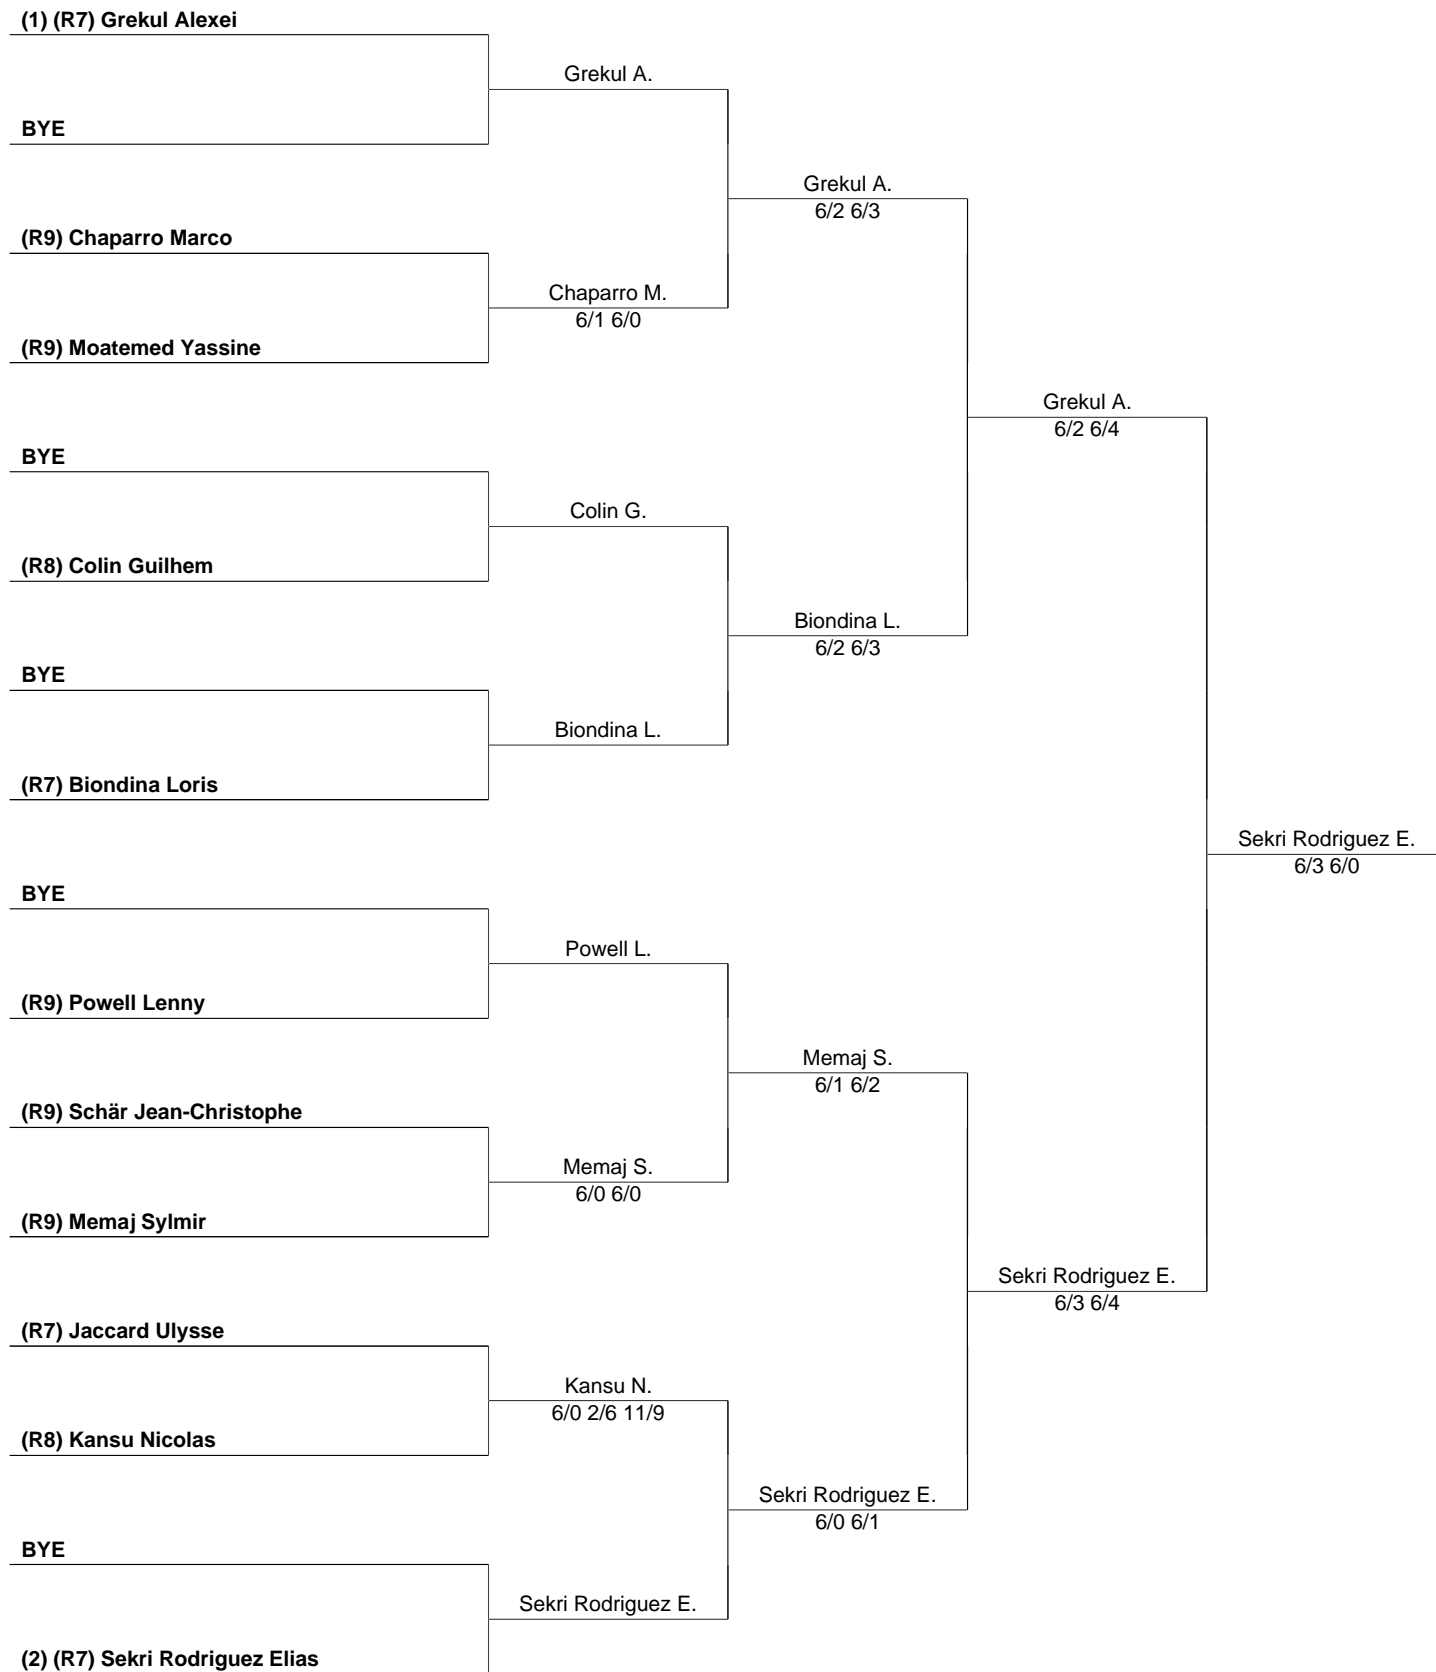 (1) (R7) Grekul Alexei
Grekul A.
BYE
Grekul A.
6/2 6/3
(R9) Chaparro Marco
Chaparro M.
6/1 6/0
(R9) Moatemed Yassine
Grekul A.
6/2 6/4
BYE
Colin G.
(R8) Colin Guilhem
Biondina L.
6/2 6/3
BYE
Biondina L.
(R7) Biondina Loris
Sekri Rodriguez E.
6/3 6/0
BYE
Powell L.
(R9) Powell Lenny
Memaj S.
6/1 6/2
(R9) Schär Jean-Christophe
Memaj S.
6/0 6/0
(R9) Memaj Sylmir
Sekri Rodriguez E.
6/3 6/4
(R7) Jaccard Ulysse
Kansu N.
6/0 2/6 11/9
(R8) Kansu Nicolas
Sekri Rodriguez E.
6/0 6/1
BYE
Sekri Rodriguez E.
(2) (R7) Sekri Rodriguez Elias